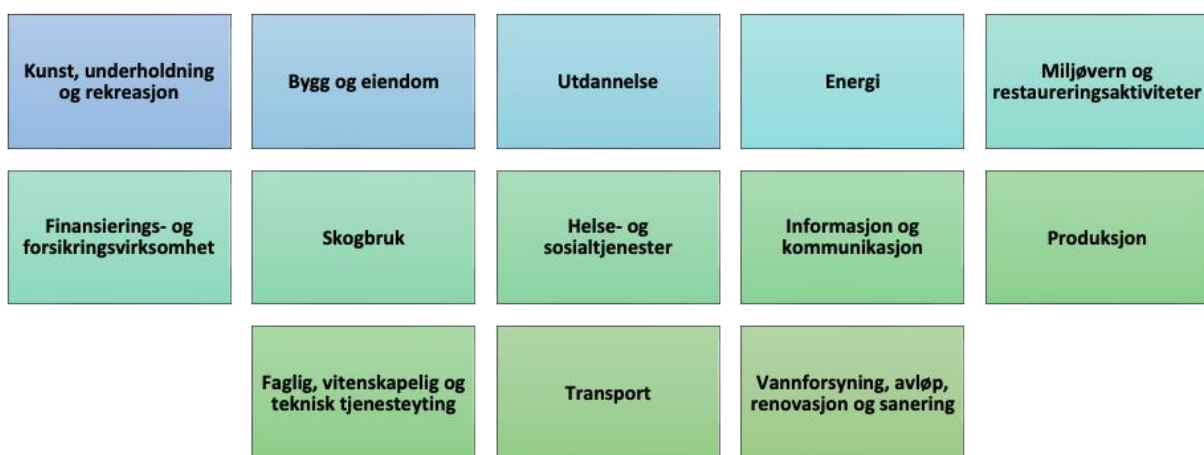 Kunst, underholdning
og rekreasjon
Bygg og eiendom
Utdannelse
Energi
Miljøvern og
restaureringsaktiviteter
Finansierings- og
forsikringsvirksomhet
Skogbruk
Helse- og
sosialtjenester
Informasjon og
kommunikasjon
Produksjon
Faglig, vitenskapelig og
teknisk tjenesteyting
Transport
Vannforsyning, avløp,
renovasjon og sanering